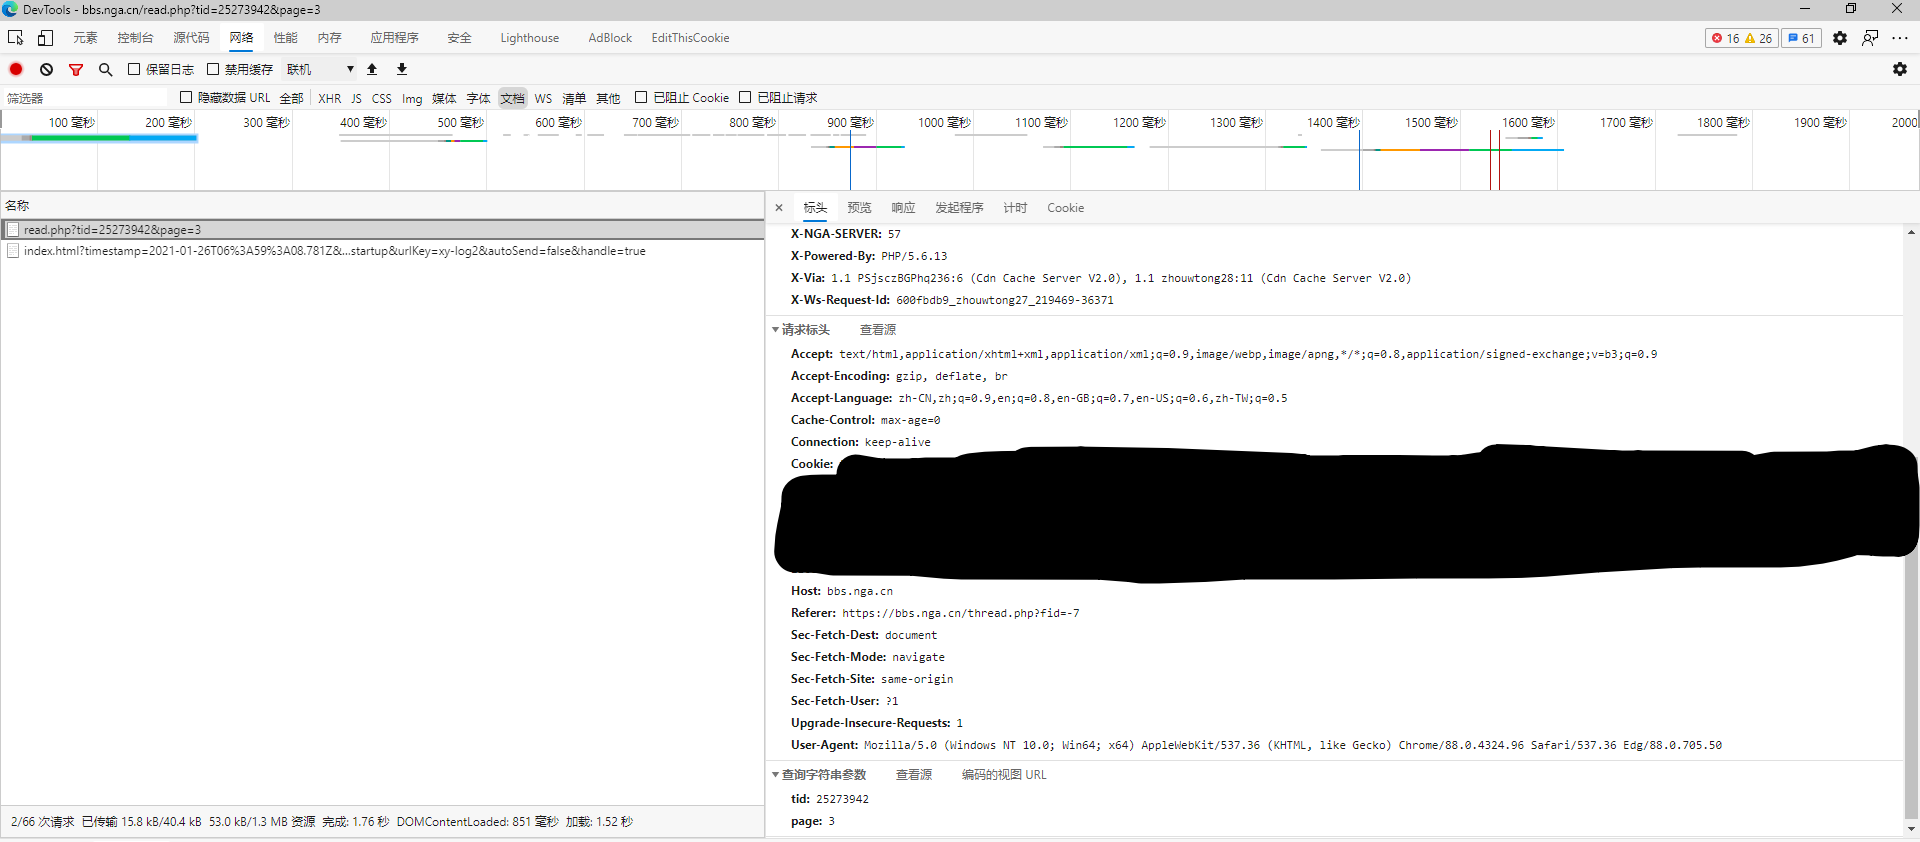 DevTools - bbs.nga.cn/read.php?tid=25273942&page=3
元素 控制台 源代码 网络 性能 内存 应用程序 安全 Lighthouse AdBlock EditThisCookie 16 26 61
保留日志 禁用缓存 联机
筛选器 隐藏数据 URL 全部 XHR JS CSS Img 媒体 字体 文档 WS 清单 其他 已阻止 Cookie 已阻止请求
100 毫秒 200 毫秒 300 毫秒 400 毫秒 500 毫秒 600 毫秒 700 毫秒 800 毫秒 900 毫秒 1000 毫秒 1100 毫秒 1200 毫秒 1300 毫秒 1400 毫秒 1500 毫秒 1600 毫秒 1700 毫秒 1800 毫秒 1900 毫秒 2000
名称
read.php?tid=25273942&page=3
index.html?timestamp=2021-01-26T06%3A59%3A08.781Z&...startup&urlKey=xy-log2&autoSend=false&handle=true
2/66 次请求 已传输 15.8 kB/40.4 kB 53.0 kB/1.3 MB 资源 完成: 1.76 秒 DOMContentLoaded: 851 毫秒 加载: 1.52 秒
× 标头 预览 响应 发起程序 计时 Cookie
X-NGA-SERVER: 57
X-Powered-By: PHP/5.6.13
X-Via: 1.1 PSjsczBGPhq236:6 (Cdn Cache Server V2.0), 1.1 zhouwtong28:11 (Cdn Cache Server V2.0)
X-Ws-Request-Id: 600fbdb9_zhouwtong27_219469-36371
请求标头 查看源
Accept: text/html,application/xhtml+xml,application/xml;q=0.9,image/webp,image/apng,*/*;q=0.8,application/signed-exchange;v=b3;q=0.9
Accept-Encoding: gzip, deflate, br
Accept-Language: zh-CN,zh;q=0.9,en;q=0.8,en-GB;q=0.7,en-US;q=0.6,zh-TW;q=0.5
Cache-Control: max-age=0
Connection: keep-alive
Cookie:
Host: bbs.nga.cn
Referer: https://bbs.nga.cn/thread.php?fid=-7
Sec-Fetch-Dest: document
Sec-Fetch-Mode: navigate
Sec-Fetch-Site: same-origin
Sec-Fetch-User: ?1
Upgrade-Insecure-Requests: 1
User-Agent: Mozilla/5.0 (Windows NT 10.0; Win64; x64) AppleWebKit/537.36 (KHTML, like Gecko) Chrome/88.0.4324.96 Safari/537.36 Edg/88.0.705.50
查询字符串参数 查看源 编码的视图 URL
tid: 25273942
page: 3